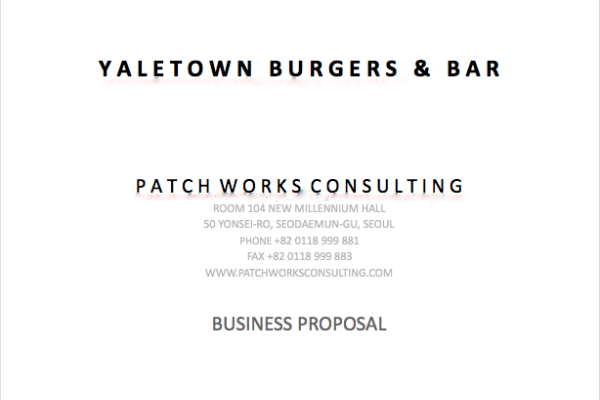 YALETOWN BURGERS & BAR
PATCH WORKS CONSULTING
ROOM 104 NEW MILLENNIUM HALL
50 YONSEI-RO, SEODAEMUN-GU, SEOUL
PHONE +82 0118 999 881
FAX +82 0118 999 883
WWW.PATCHWORKSCONSULTING.COM
BUSINESS PROPOSAL